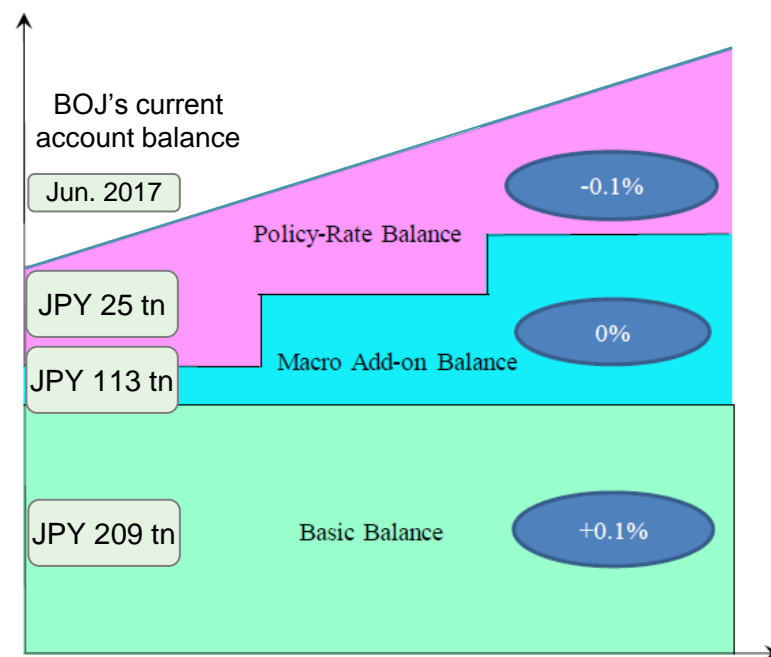 BOJ's current
account balance
Jun. 2017
-0.1%
Policy-Rate Balance
JPY 25 tn
0%
Macro Add-on Balance
JPY 113 tn
JPY 209 tn
Basic Balance
+0.1%